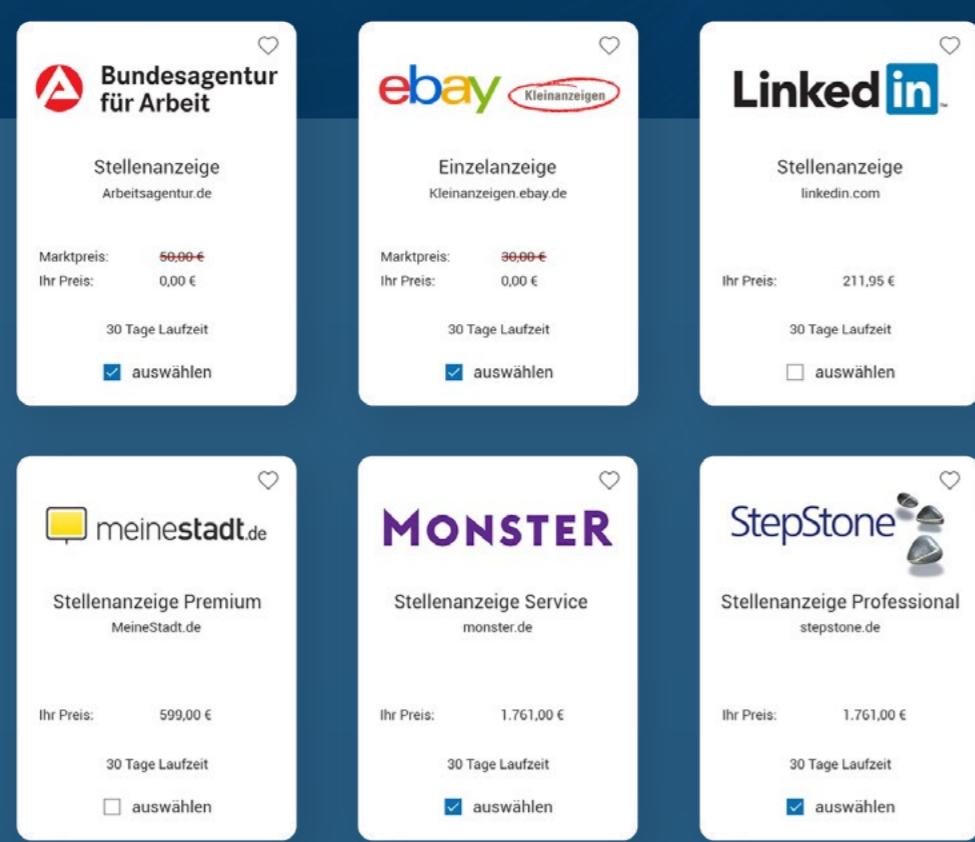 Bundesagentur
für Arbeit
Stellenanzeige
Arbeitsagentur.de
Marktpreis: 50,00 €
Ihr Preis: 0,00 €
30 Tage Laufzeit
auswählen
ebay Kleinanzeigen
Einzelanzeige
Kleinanzeigen.ebay.de
Marktpreis: 30,00 €
Ihr Preis: 0,00 €
30 Tage Laufzeit
auswählen
Linked in
Stellenanzeige
linkedin.com
Ihr Preis: 211,95 €
30 Tage Laufzeit
auswählen
meinestadt.de
Stellenanzeige Premium
MeineStadt.de
Ihr Preis: 599,00 €
30 Tage Laufzeit
auswählen
MONSTER
Stellenanzeige Service
monster.de
Ihr Preis: 1.761,00 €
30 Tage Laufzeit
auswählen
StepStone
Stellenanzeige Professional
stepstone.de
Ihr Preis: 1.761,00 €
30 Tage Laufzeit
auswählen